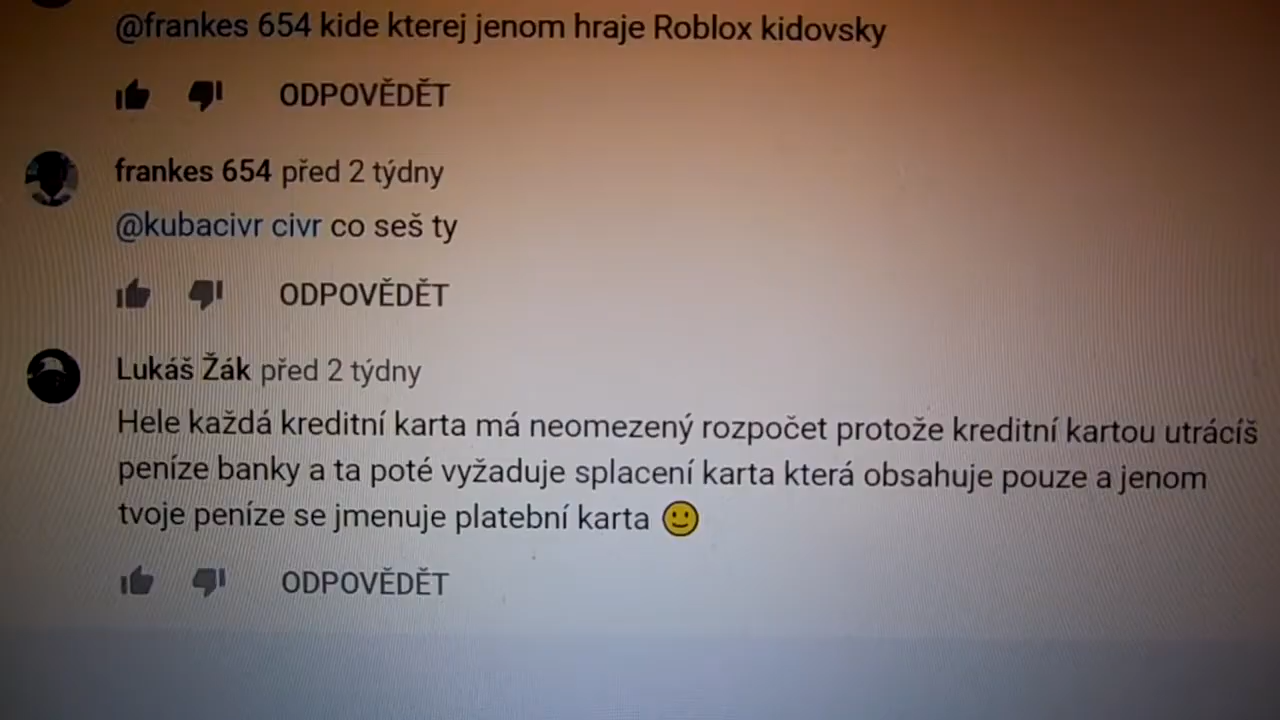 @frankes 654 kide kterej jenom hraje Roblox kidovsky
ODPOVĚDĚT
frankes 654 před 2 týdny
@kubacivr civr co seš ty
ODPOVĚDĚT
Lukáš Žák před 2 týdny
Hele každá kreditní karta má neomezený rozpočet protože kreditní kartou utrácíš
peníze banky a ta poté vyžaduje splacení karta která obsahuje pouze a jenom
tvoje peníze se jmenuje platební karta 🙂
ODPOVĚDĚT